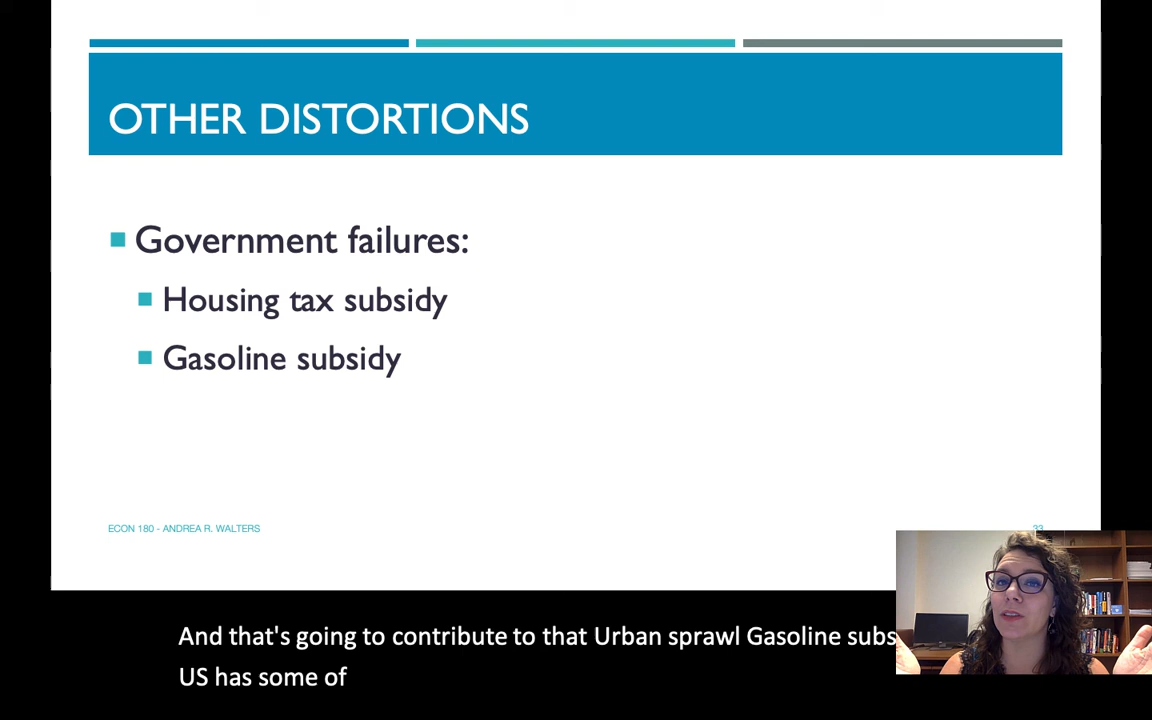 OTHER DISTORTIONS
Government failures:
Housing tax subsidy
Gasoline subsidy
ECON 180 - ANDREA R. WALTERS
33
And that's going to contribute to that Urban sprawl Gasoline subs
US has some of